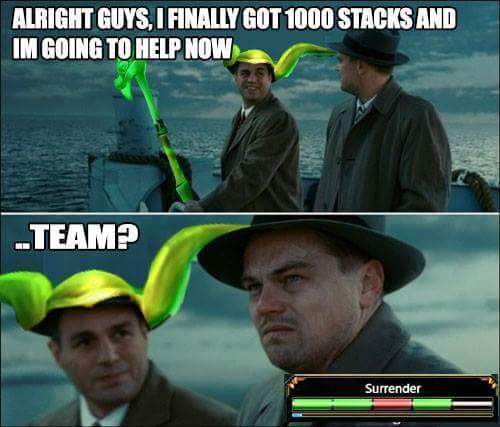 ALRIGHT GUYS, I FINALLY GOT 1000 STACKS AND
IM GOING TO HELP NOW
..TEAM?
Surrender